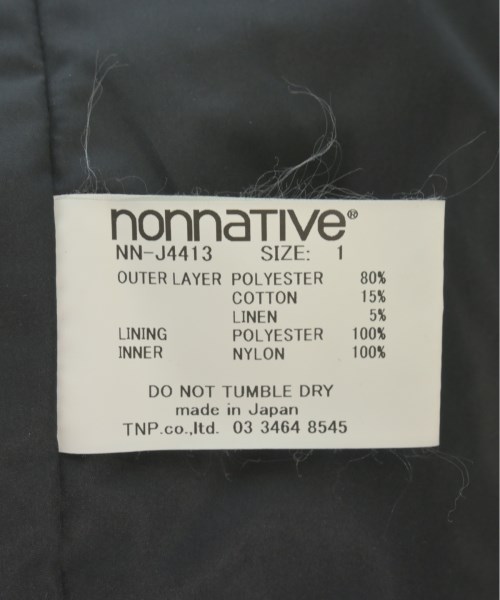 nonnative®
NN-J4413 SIZE: 1
OUTER LAYER POLYESTER 80%
COTTON 15%
LINEN 5%
LINING POLYESTER 100%
INNER NYLON 100%
DO NOT TUMBLE DRY
made in Japan
TNP.co.,ltd. 03 3464 8545